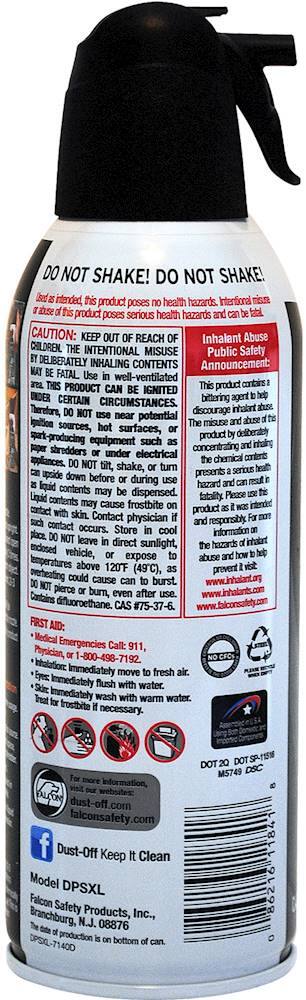 DO NOT SHAKE! DO NOT SHAKE!
Used as intended, this product poses no health hazards. Intentional misuse
or abuse of this product poses serious health hazards and can be fatal.
CAUTION: KEEP OUT OF REACH OF
CHILDREN. THE INTENTIONAL MISUSE
BY DELIBERATELY INHALING CONTENTS
MAY BE FATAL. Use in well-ventilated
area. THIS PRODUCT CAN BE IGNITED
UNDER CERTAIN CIRCUMSTANCES.
Therefore, DO NOT use near potential
ignition sources, hot surfaces, or
spark-producing equipment such as
paper shredders or under electrical
appliances. DO NOT tilt, shake, or turn
can upside down before or during use
as liquid contents may be dispensed.
Liquid contents may cause frostbite on
contact with skin. Contact physician if
such contact occurs. Store in cool
place. DO NOT leave in direct sunlight,
enclosed vehicle, or expose to
temperatures above 120°F (49°C), as
overheating could cause can to burst.
DO NOT pierce or burn, even after use.
Contains difluoroethane. CAS #75-37-6.
Inhalant Abuse
Public Safety
Announcement:
This product contains a
bittering agent to help
discourage inhalant abuse.
The misuse and abuse of this
product by deliberately
concentrating and inhaling
the chemical contents
presents a serious health
hazard and can result in
fatality. Please use this
product as it was intended
and responsibly. For more
information on
the hazards of inhalant
abuse and how to help
prevent it visit:
www.inhalant.org
www.inhalants.com
www.falconsafety.com
FIRST AID:
• Medical Emergencies Call: 911,
Physician, or 1-800-498-7192.
• Inhalation: Immediately move to fresh air.
• Eyes: Immediately flush with water.
• Skin: Immediately wash with warm water.
Treat for frostbite if necessary.
NO CFCs
STEEL
PLEASE RECYCLE
WHEN EMPTY
Assembled in U.S.A.
Using Both Domestic and
Imported Components
DOT 2Q DOT SP-11516
M5749 DSC
FALCON
For more information,
visit our websites:
dust-off.com
falconsafety.com
f
Dust-Off Keep It Clean
Model DPSXL
Falcon Safety Products, Inc.,
Branchburg, N.J. 08876
The date of production is on bottom of can.
DPSXL-7140D
0 86216 11841 8